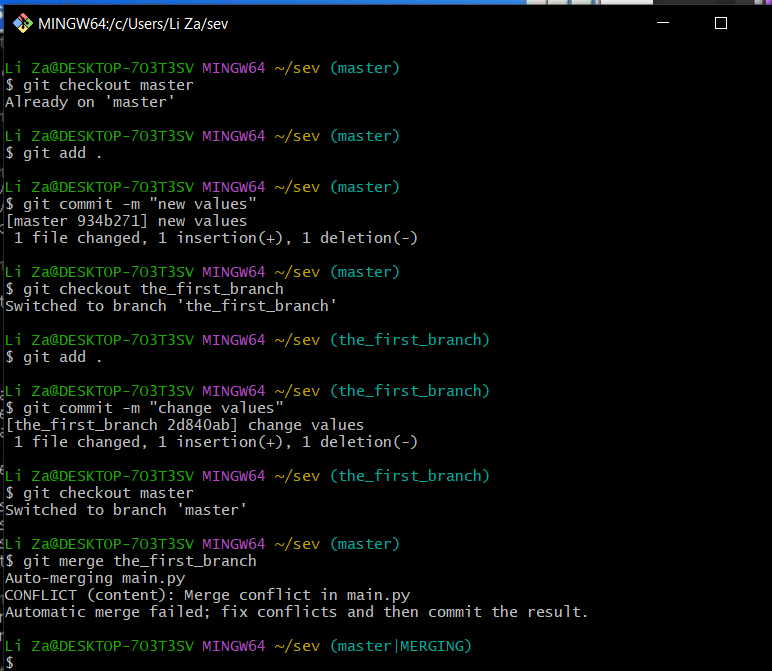 MINGW64:/c/Users/Li Za/sev
Li Za@DESKTOP-7O3T3SV MINGW64 ~/sev (master)
$ git checkout master
Already on 'master'
Li Za@DESKTOP-7O3T3SV MINGW64 ~/sev (master)
$ git add .
Li Za@DESKTOP-7O3T3SV MINGW64 ~/sev (master)
$ git commit -m "new values"
[master 934b271] new values
 1 file changed, 1 insertion(+), 1 deletion(-)
Li Za@DESKTOP-7O3T3SV MINGW64 ~/sev (master)
$ git checkout the_first_branch
Switched to branch 'the_first_branch'
Li Za@DESKTOP-7O3T3SV MINGW64 ~/sev (the_first_branch)
$ git add .
Li Za@DESKTOP-7O3T3SV MINGW64 ~/sev (the_first_branch)
$ git commit -m "change values"
[the_first_branch 2d840ab] change values
 1 file changed, 1 insertion(+), 1 deletion(-)
Li Za@DESKTOP-7O3T3SV MINGW64 ~/sev (the_first_branch)
$ git checkout master
Switched to branch 'master'
Li Za@DESKTOP-7O3T3SV MINGW64 ~/sev (master)
$ git merge the_first_branch
Auto-merging main.py
CONFLICT (content): Merge conflict in main.py
Automatic merge failed; fix conflicts and then commit the result.
Li Za@DESKTOP-7O3T3SV MINGW64 ~/sev (master|MERGING)
$